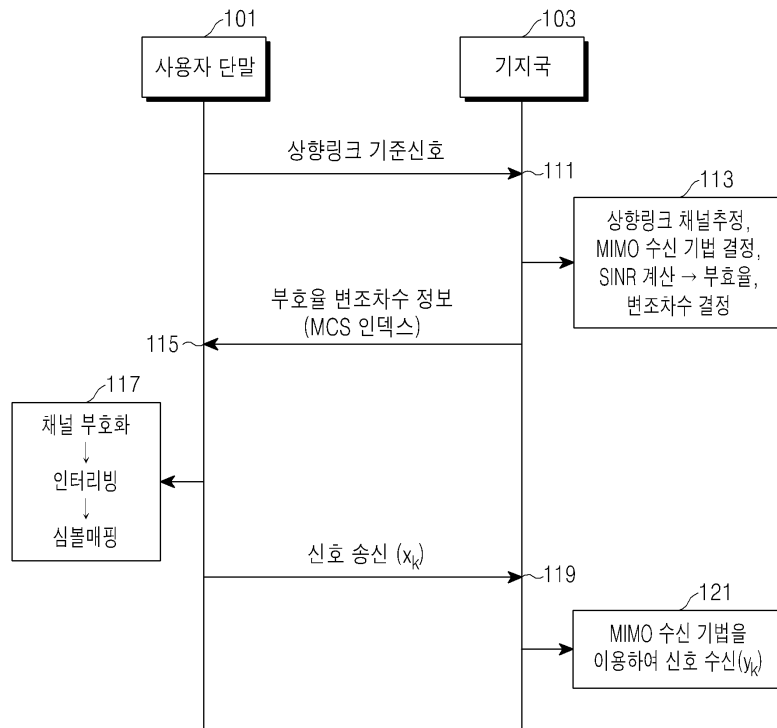 101
103
사용자 단말
기지국
상향링크 기준신호
111
113
상향링크 채널추정,
MIMO 수신 기법 결정,
SINR 계산 → 부효율,
변조차수 결정
부호율 변조차수 정보
(MCS 인덱스)
115
117
채널 부호화
↓
인터리빙
↓
심볼매핑
신호 송신 (xk)
119
121
MIMO 수신 기법을
이용하여 신호 수신(yk)